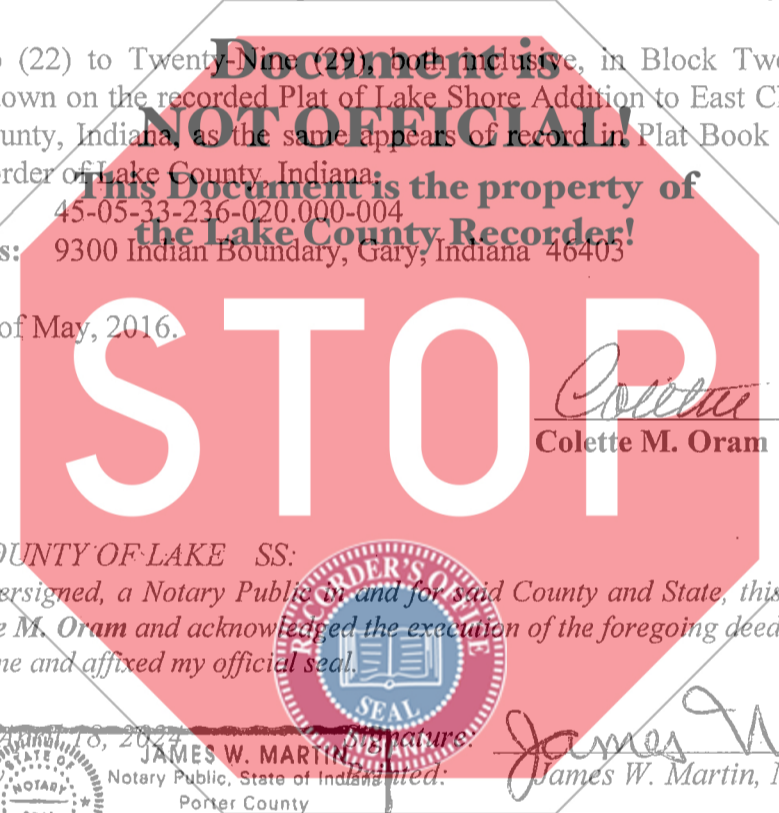 (22) to Twenty-Nine (29), both inclusive, in Block
Document is
own on the recorded Plat of Lake Shore Addition to East
NOT OFFICIAL!
unty, Indiana, as the same appears of record in Plat Book
rder of Lake County, Indiana.
This Document is the property of
45-05-33-236-020.000-004
the Lake County Recorder!
s: 9300 Indian Boundary, Gary, Indiana 46403
of May, 2016.
STOP
Colette
Colette M. Oram
OUNTY OF LAKE SS:
ersigned, a Notary Public in and for said County and State, this
e M. Oram and acknowledged the execution of the foregoing deed
ne and affixed my official seal.
RECORDER'S OFFICE
SEAL
18, 2024
Signature:
James W
JAMES W. MARTIN
Notary Public, State of Indiana
Printed:
James W. Martin,
Porter County
STATE OF
NOTARY